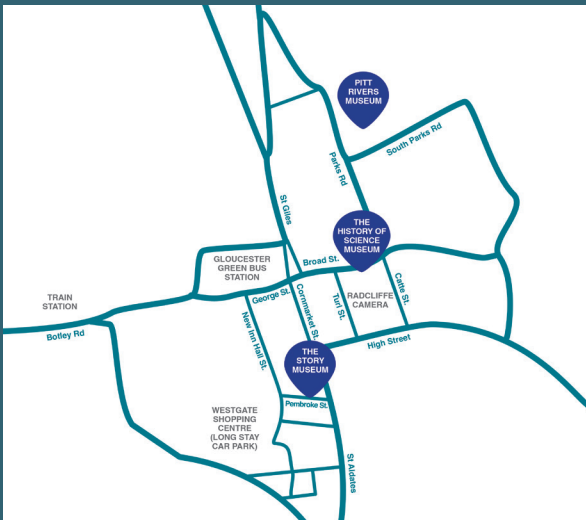 PITT
RIVERS
MUSEUM
South Parks Rd
Parks Rd
St Giles
THE
HISTORY OF
SCIENCE
MUSEUM
GLOUCESTER
GREEN BUS
STATION
Broad St.
TRAIN
STATION
George St.
Cornmarket St.
Turl St.
RADCLIFFE
CAMERA
Catte St.
Botley Rd
New Inn Hall St.
High Street
THE
STORY
MUSEUM
Pembroke St.
WESTGATE
SHOPPING
CENTRE
(LONG STAY
CAR PARK)
St Aldates